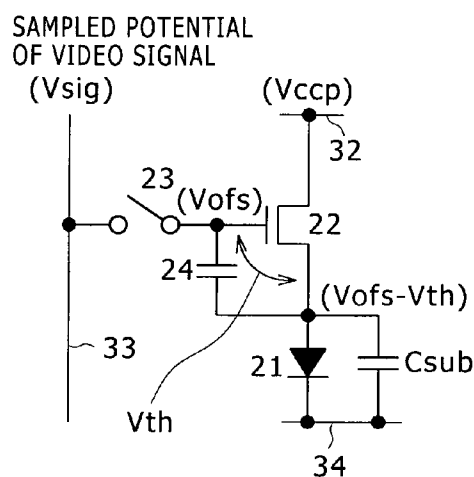 SAMPLED POTENTIAL
OF VIDEO SIGNAL
(Vsig)
(Vccp)
32
23
(Vofs)
22
24
(Vofs-Vth)
33
21
Csub
Vth
34